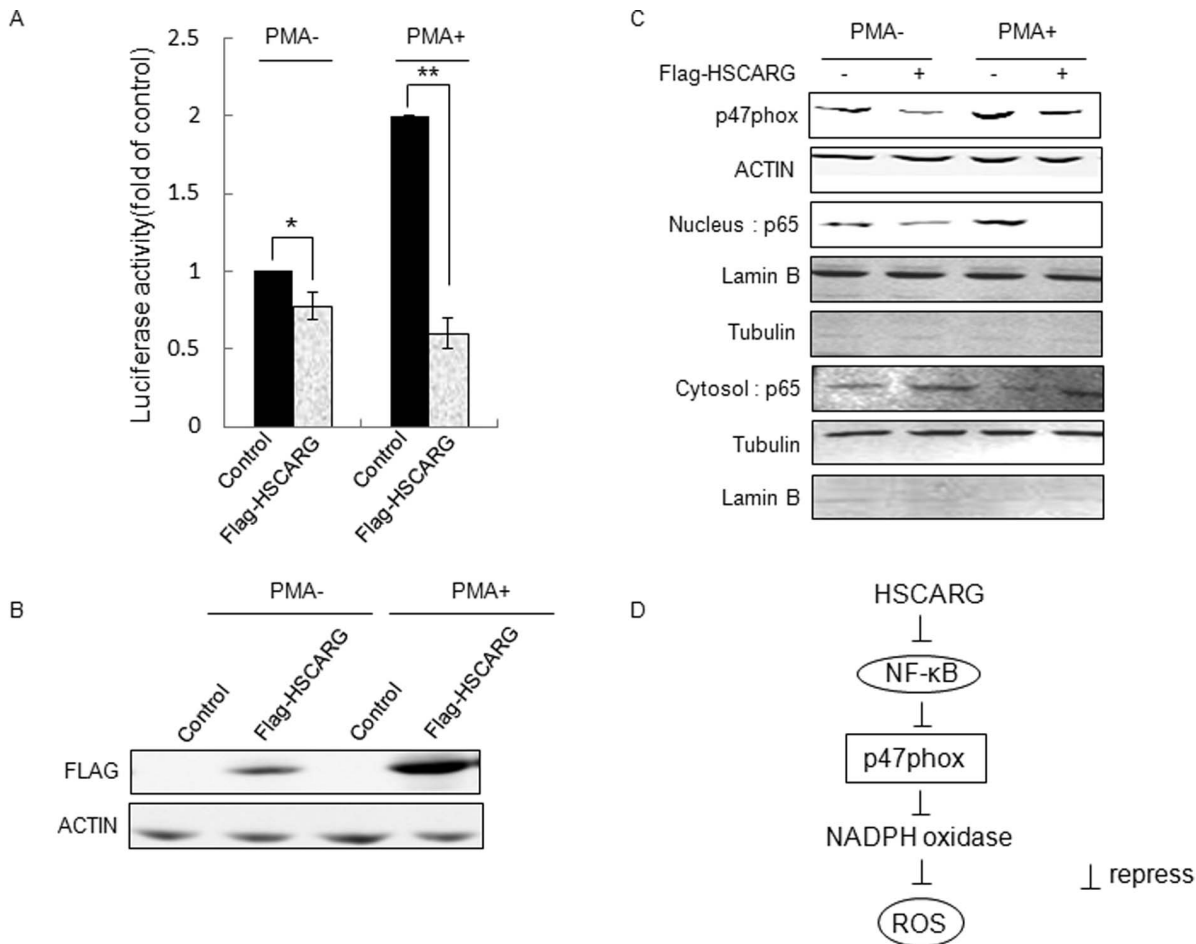 A
PMA-
PMA+
Luciferase activity(fold of control)
2.5
2
1.5
1
0.5
0
*
**
Control
Flag-HSCARG
Control
Flag-HSCARG
B
PMA-
PMA+
Control
Flag-HSCARG
Control
Flag-HSCARG
FLAG
ACTIN
C
PMA-
PMA+
Flag-HSCARG - + - +
p47phox
ACTIN
Nucleus : p65
Lamin B
Tubulin
Cytosol : p65
Tubulin
Lamin B
D
HSCARG
NF-κB
p47phox
NADPH oxidase
ROS
repress